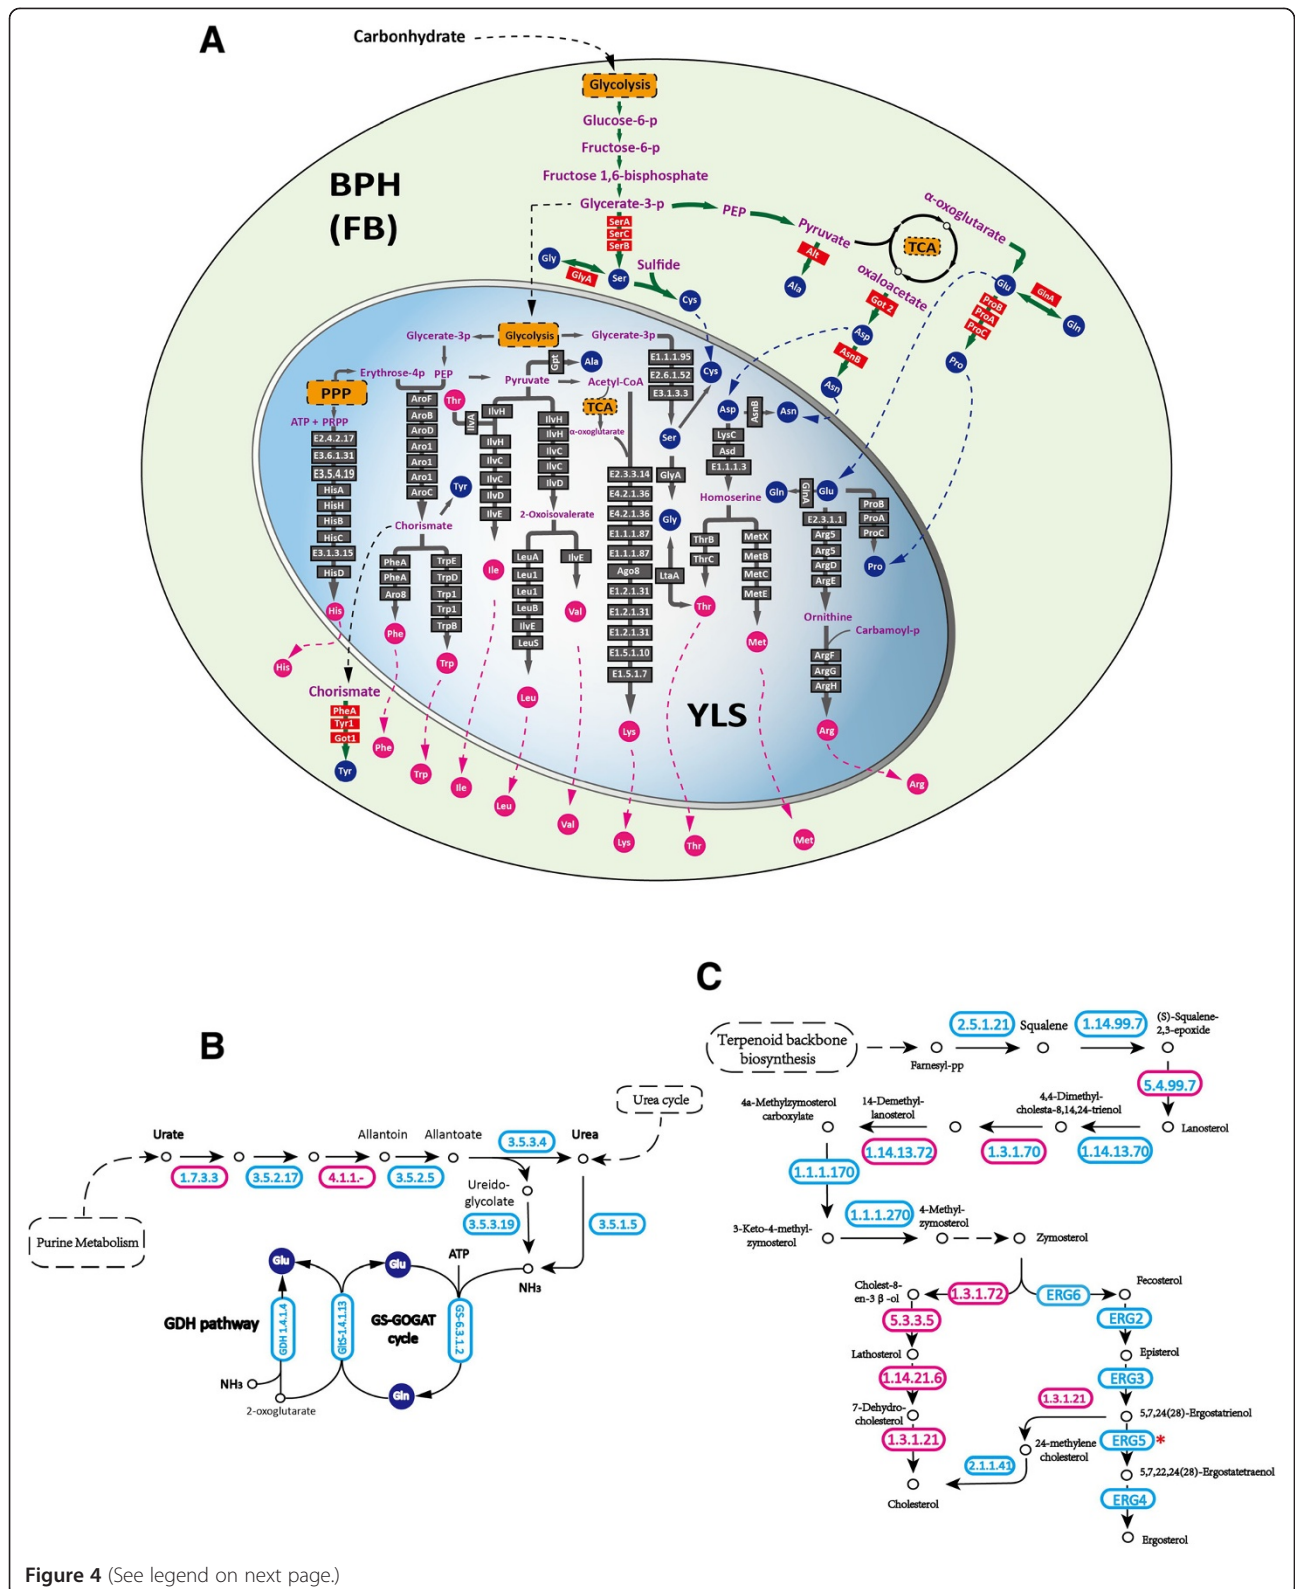 A
Carbonhydrate
Glycolysis
Glucose-6-p
Fructose-6-p
Fructose 1,6-bisphosphate
Glycerate-3-p
PEP
Pyruvate
α-oxoglutarate
BPH
(FB)
SerA
SerC
SerB
Gly
GlyA
Ser
Sulfide
Cys
Alt
Ala
TCA
oxaloacetate
Got 2
Asp
AsnB
Asn
Glu
GlnA
Gln
ProB
ProA
ProC
Pro
Glycerate-3p
Glycolysis
Glycerate-3p
Erythrose-4p
PEP
Pyruvate
Gpt
Ala
Acetyl-CoA
TCA
α-oxoglutarate
PPP
ATP + PRPP
E2.4.2.17
E3.6.1.31
E3.5.4.19
HisA
HisH
HisB
HisC
E3.1.3.15
HisD
His
His
AroF
AroB
AroD
Aro1
Aro1
AroC
Tyr
Chorismate
PheA
PheA
Aro8
Phe
Phe
TrpE
TrpD
Trp1
Trp1
TrpB
Trp
Trp
Thr
IlvA
IlvH
IlvH
IlvC
IlvC
IlvD
IlvE
Ile
Ile
IlvH
IlvH
IlvC
IlvC
IlvD
2-Oxoisovalerate
LeuA
Leu1
Leu1
LeuB
IlvE
Leu5
Leu
Leu
IlvE
Val
Val
E2.3.3.14
E4.2.1.36
E4.2.1.36
E1.1.1.87
E1.1.1.87
Ago8
E1.2.1.31
E1.2.1.31
E1.2.1.31
E1.5.1.10
E1.5.1.7
Lys
Lys
E1.1.1.95
E2.6.1.52
E3.1.3.3
Ser
Cys
GlyA
Gly
LtaA
Thr
Thr
Asp
AsnB
Asn
LysC
Asd
E1.1.1.3
Homoserine
ThrB
ThrC
MetX
MetB
MetC
MetE
Met
Met
Gln
GlnA
Glu
E2.3.1.1
Arg5
Arg5
ArgD
ArgE
Ornithine
Carbamoyl-p
ArgF
ArgG
ArgH
Arg
Arg
ProB
ProA
ProC
Pro
YLS
Chorismate
PheA
Tyr1
Got1
Tyr
B
Urea cycle
Urate
Allantoin
Allantoate
3.5.3.4
Urea
1.7.3.3
3.5.2.17
4.1.1.-
3.5.2.5
Ureido-
glycolate
3.5.3.19
3.5.1.5
Purine Metabolism
Glu
Glu
ATP
NH3
GDH pathway
GDH 1.4.1.4
GltS-1.4.1.13
GS-GOGAT
cycle
GS-6.3.1.2
NH3
2-oxoglutarate
Gln
C
Terpenoid backbone
biosynthesis
Farnesyl-pp
2.5.1.21
Squalene
1.14.99.7
(S)-Squalene-
2,3-epoxide
5.4.99.7
4a-Methylzymosterol
carboxylate
14-Demethyl-
lanosterol
4,4-Dimethyl-
cholesta-8,14,24-trienol
Lanosterol
1.14.13.72
1.3.1.70
1.14.13.70
1.1.1.170
1.1.1.270
3-Keto-4-methyl-
zymosterol
4-Methyl-
zymosterol
Zymosterol
Cholest-8-
en-3 β -ol
1.3.1.72
ERG6
Fecosterol
5.3.3.5
ERG2
Lathosterol
Episterol
1.14.21.6
ERG3
7-Dehydro-
cholesterol
1.3.1.21
5,7,24(28)-Ergostatrienol
1.3.1.21
24-methylene
cholesterol
ERG5 *
2.1.1.41
5,7,22,24(28)-Ergostatetraenol
Cholesterol
ERG4
Ergosterol
Figure 4 (See legend on next page.)